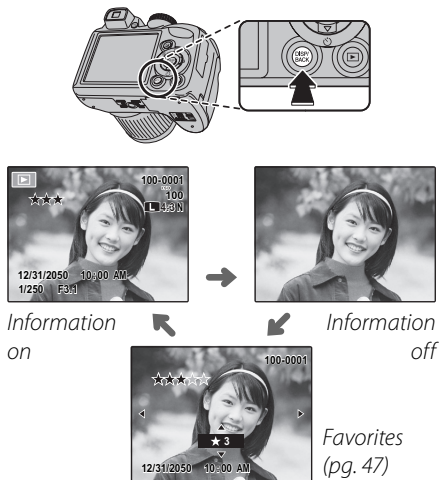 DISP/
BACK
100-0001
★★★
100
L 4:3 N
12/31/2050 10:00 AM
1/250 F3.1
Information
on
Information
off
100-0001
★★★☆☆
★ 3
12/31/2050 10:00 AM
Favorites
(pg. 47)